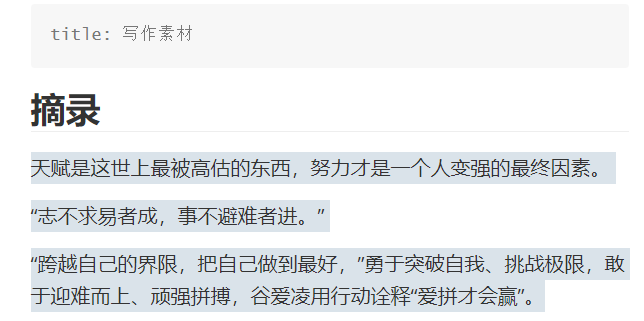 title: 写作素材
摘录
天赋是这世上最被高估的东西，努力才是一个人变强的最终因素。
“志不求易者成，事不避难者进。”
“跨越自己的界限，把自己做到最好，”勇于突破自我、挑战极限，敢
于迎难而上、顽强拼搏，谷爱凌用行动诠释“爱拼才会赢”。